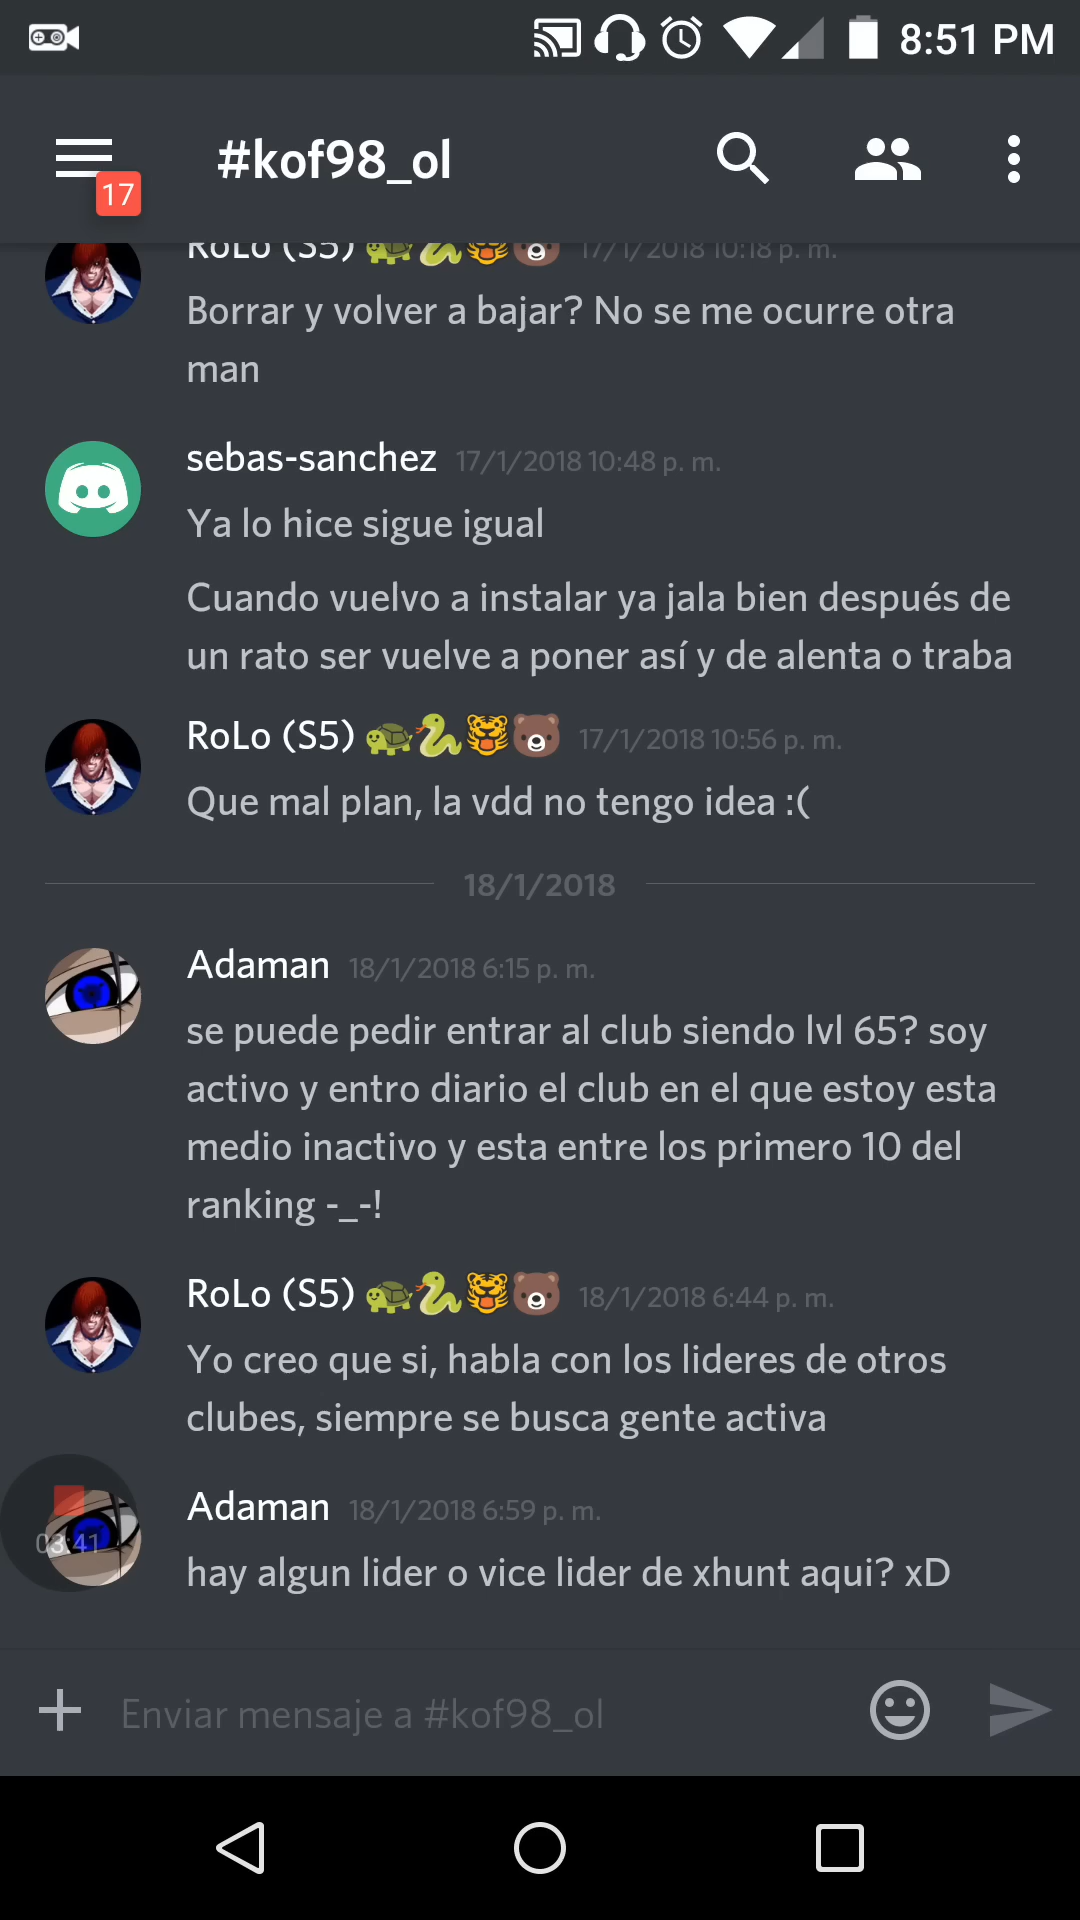 8:51 PM
#kof98_ol
17
RoLo (S5) 🐢🐍🐯🐻 17/1/2018 10:18 p. m.
Borrar y volver a bajar? No se me ocurre otra
man
sebas-sanchez 17/1/2018 10:48 p. m.
Ya lo hice sigue igual
Cuando vuelvo a instalar ya jala bien después de
un rato ser vuelve a poner así y de alenta o traba
RoLo (S5) 🐢🐍🐯🐻 17/1/2018 10:56 p. m.
Que mal plan, la vdd no tengo idea :(
18/1/2018
Adaman 18/1/2018 6:15 p. m.
se puede pedir entrar al club siendo lvl 65? soy
activo y entro diario el club en el que estoy esta
medio inactivo y esta entre los primero 10 del
ranking -_-!
RoLo (S5) 🐢🐍🐯🐻 18/1/2018 6:44 p. m.
Yo creo que si, habla con los lideres de otros
clubes, siempre se busca gente activa
Adaman 18/1/2018 6:59 p. m.
03:41
hay algun lider o vice lider de xhunt aqui? xD
Enviar mensaje a #kof98_ol